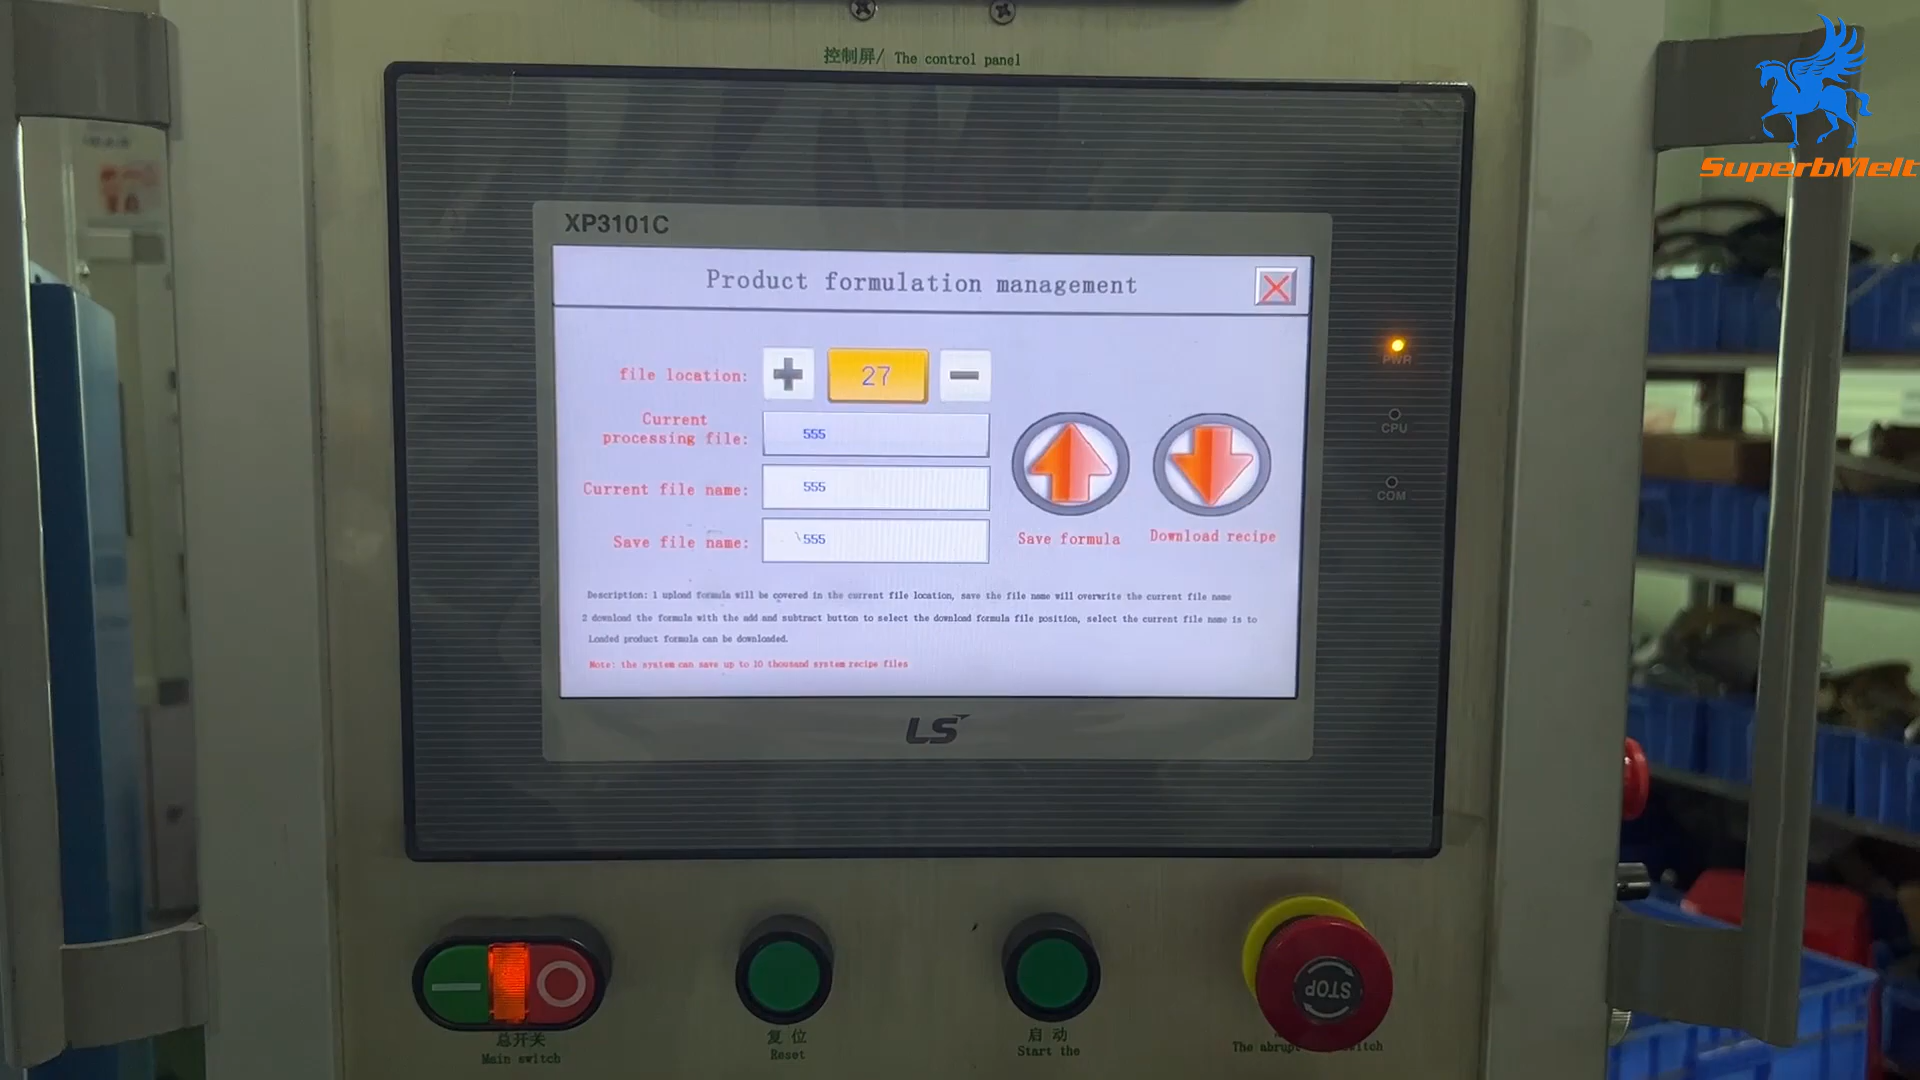 控制屏/ The control panel
SuperbMelt
XP3101C
Product formulation management
file location:
27
Current
processing file:
555
Current file name:
555
Save file name:
\555
Save formula
Download recipe
Description: 1 upload formula will be covered in the current file location, save the file name will overwrite the current file name
2 download the formula with the add and subtract button to select the download formula file position, select the current file name is to
Loaded product formula can be downloaded.
Note: the system can save up to 10 thousand system recipe files
PWR
CPU
COM
LS
STOP
总开关
Main switch
复位
Reset
启动
Start the
The abrupt